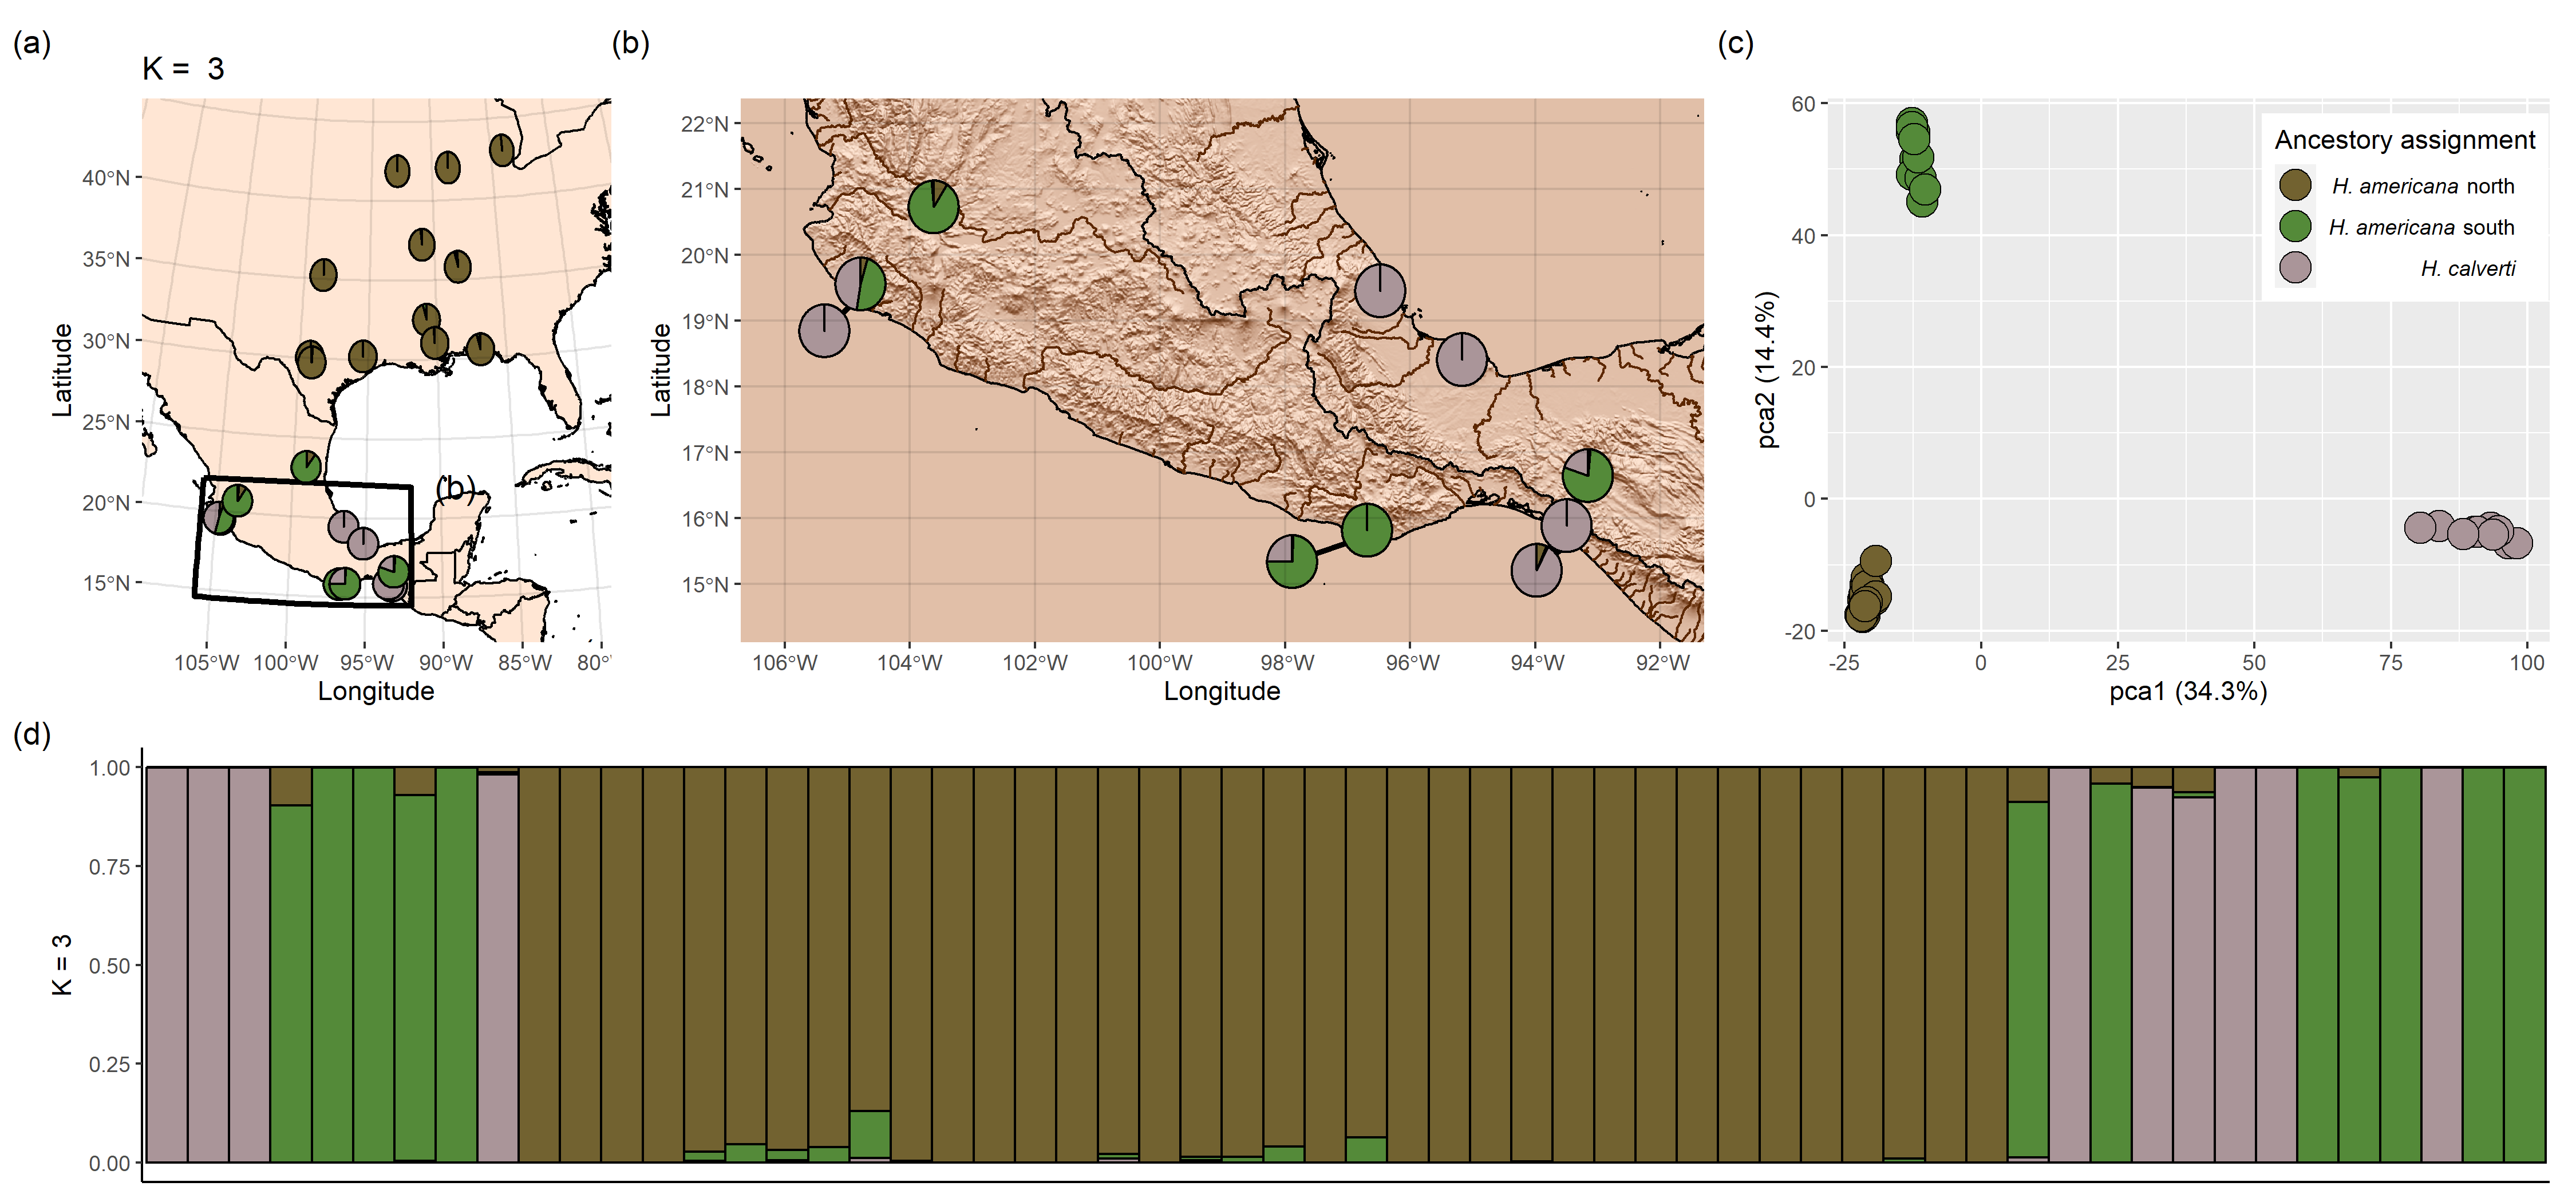 (a)
K = 3
40°N
35°N
30°N
25°N
20°N
15°N
Latitude
(b)
105°W 100°W 95°W 90°W 85°W 80°
Longitude
(b)
22°N
21°N
20°N
19°N
18°N
17°N
16°N
15°N
Latitude
106°W 104°W 102°W 100°W 98°W 96°W 94°W 92°W
Longitude
(c)
60
40
20
0
-20
pca2 (14.4%)
Ancestory assignment
H. americana north
H. americana south
H. calverti
-25 0 25 50 75 100
pca1 (34.3%)
(d)
1.00
0.75
0.50
0.25
0.00
K = 3